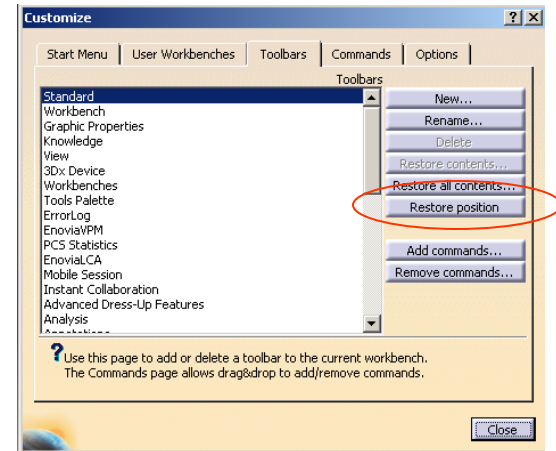 Customize
Start Menu
User Workbenches
Toolbars
Commands
Options
Toolbars
Standard
Workbench
Graphic Properties
Knowledge
View
3Dx Device
Workbenches
Tools Palette
ErrorLog
EnoviaVPM
PCS Statistics
EnoviaLCA
Mobile Session
Instant Collaboration
Advanced Dress-Up Features
Analysis
New...
Rename...
Delete
Restore contents...
Restore all contents...
Restore position
Add commands...
Remove commands...
Use this page to add or delete a toolbar to the current workbench.
The Commands page allows drag&drop to add/remove commands.
Close